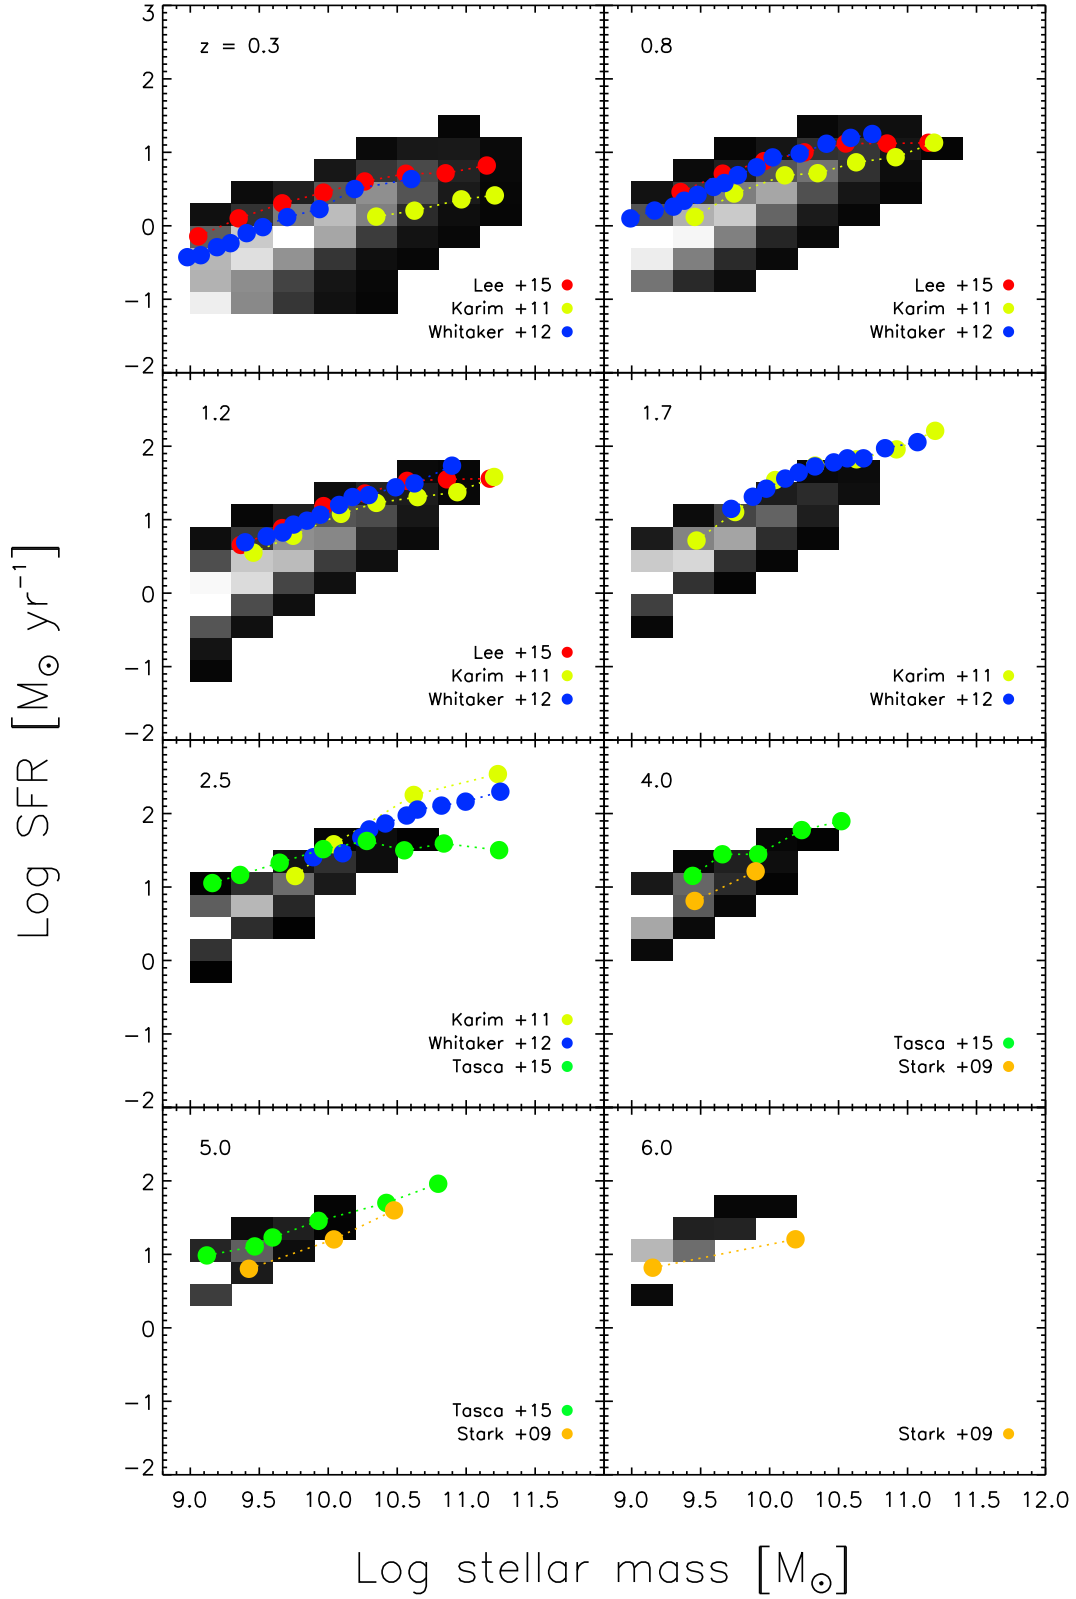 3
2
1
0
−1
−2
z = 0.3
Lee +15
Karim +11
Whitaker +12
0.8
Lee +15
Karim +11
Whitaker +12
2
1
0
−1
−2
1.2
Lee +15
Karim +11
Whitaker +12
1.7
Karim +11
Whitaker +12
2
1
0
−1
−2
2.5
Karim +11
Whitaker +12
Tasca +15
4.0
Tasca +15
Stark +09
2
1
0
−1
−2
5.0
Tasca +15
Stark +09
6.0
Stark +09
9.0 9.5 10.0 10.5 11.0 11.5
9.0 9.5 10.0 10.5 11.0 11.5 12.0
Log SFR [M⊙ yr⁻¹]
Log stellar mass [M⊙]